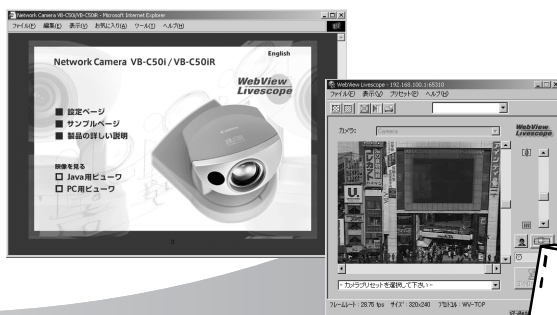 Network Camera VB-C50i/VB-C50iR - Microsoft Internet Explorer
ファイル(F) 編集(E) 表示(V) お気に入り(A) ツール(T) ヘルプ(H)
English
Network Camera VB-C50i / VB-C50iR
WebView
Livescope
設定ページ
サンプルページ
製品の詳しい説明
映像を見る
Java用ビューワ
PC用ビューワ
Canon
WebView Livescope - 192.168.100.1:65310
ファイル(F) 表示(V) プリセット(P) ヘルプ(H)
カメラ: Camera
WebView
Livescope
U.
- カメラプリセットを選択して下さい -
フレームレート : 28.76 fps サイズ : 320x240 プロトコル : WV-TCP